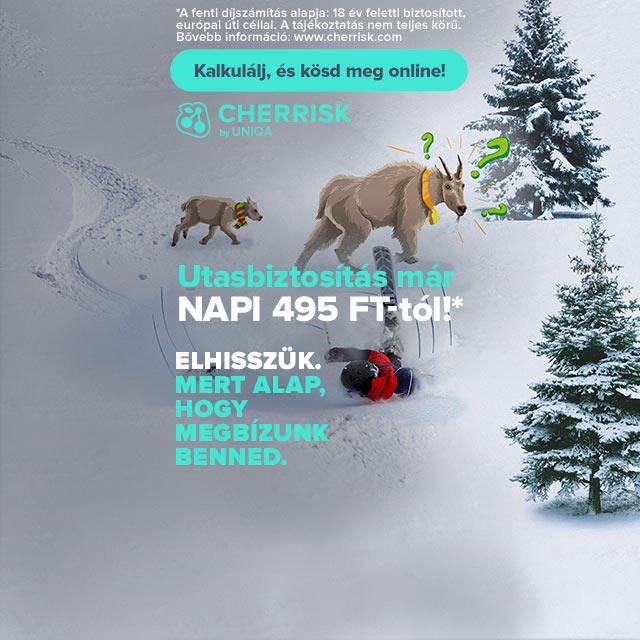 *A fenti díjszámítás alapja: 18 év feletti biztosított,
európai úti céllal. A tájékoztatás nem teljes körű.
Bővebb információ: www.cherrisk.com
Kalkulálj, és kösd meg online!
CHERRISK
by UNIQA
? ? ?
Utasbiztosítás már
NAPI 495 FT-tól!*
ELHISSZÜK.
MERT ALAP,
HOGY
MEGBÍZUNK
BENNED.